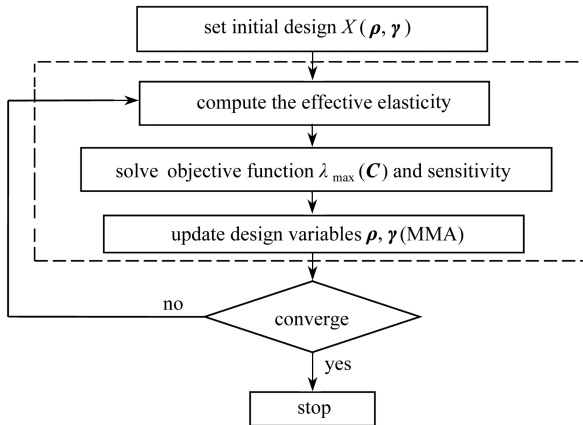 set initial design X(ρ, γ)
compute the effective elasticity
solve objective function λ max (C) and sensitivity
update design variables ρ, γ(MMA)
no
converge
yes
stop